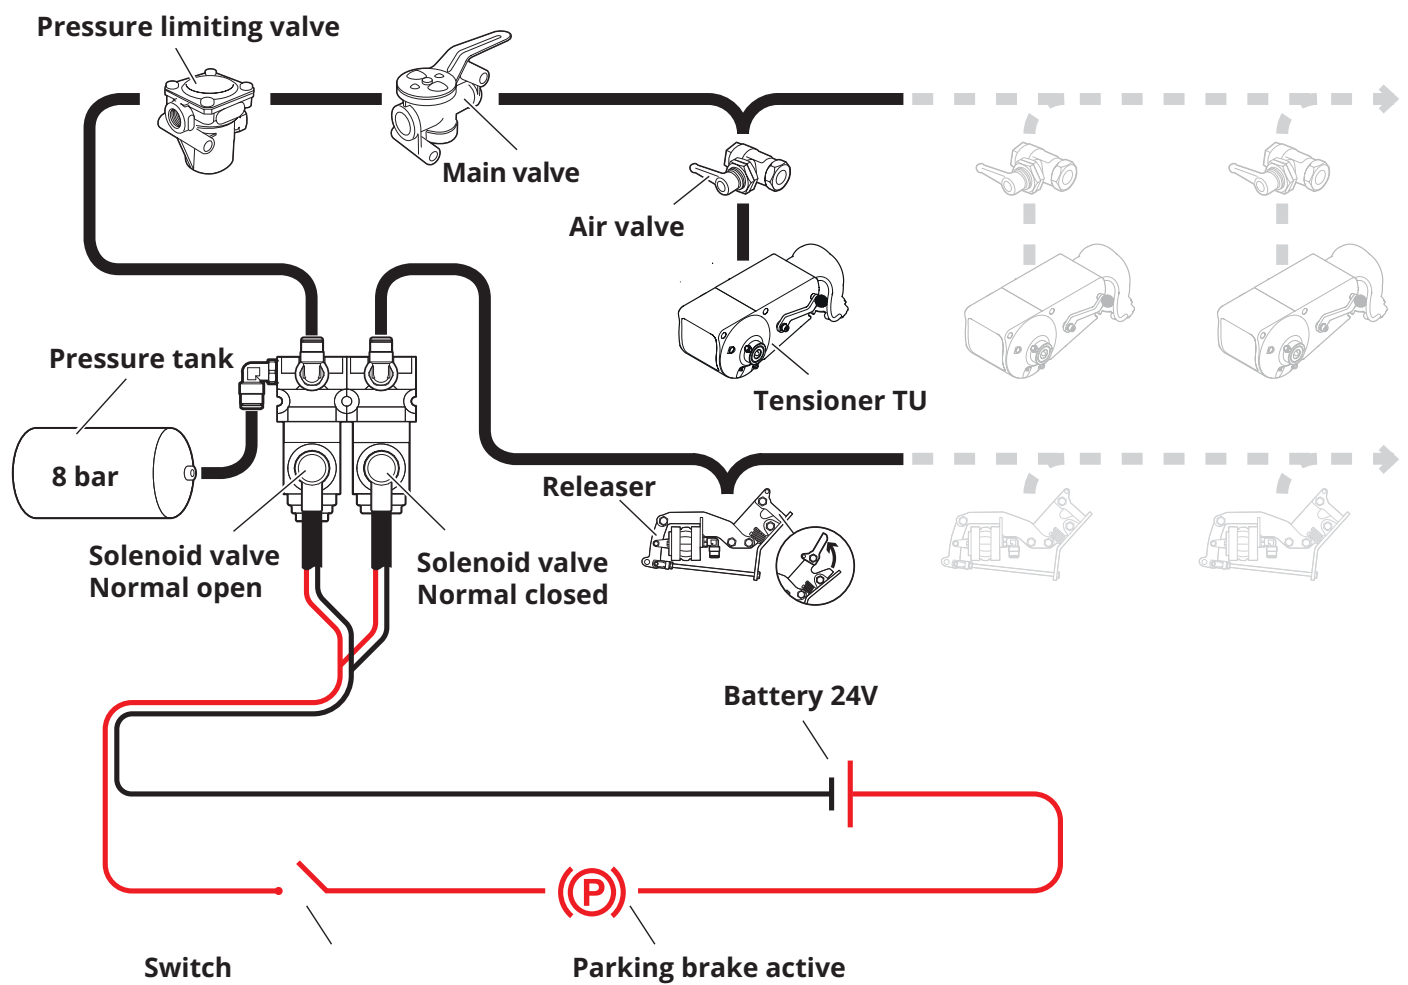 Pressure limiting valve
Main valve
Air valve
Pressure tank
8 bar
Tensioner TU
Releaser
Solenoid valve
Normal open
Solenoid valve
Normal closed
Battery 24V
P
Switch
Parking brake active